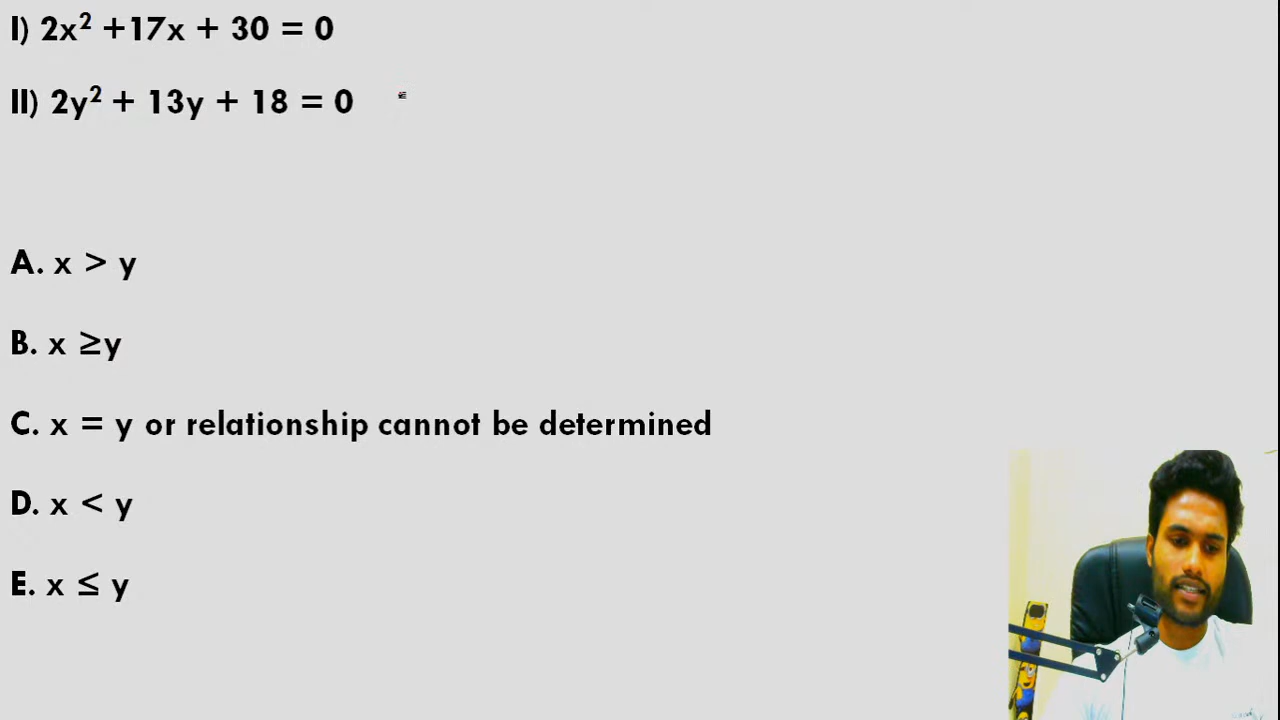 I) 2x² +17x + 30 = 0
II) 2y² + 13y + 18 = 0
A. x > y
B. x ≥y
C. x = y or relationship cannot be determined
D. x < y
E. x ≤ y